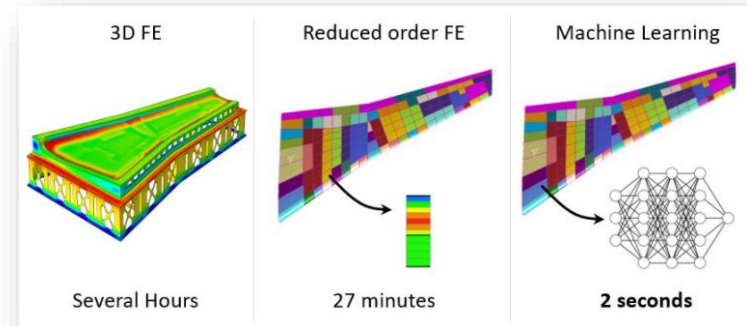 3D FE
Reduced order FE
Machine Learning
Several Hours
27 minutes
2 seconds